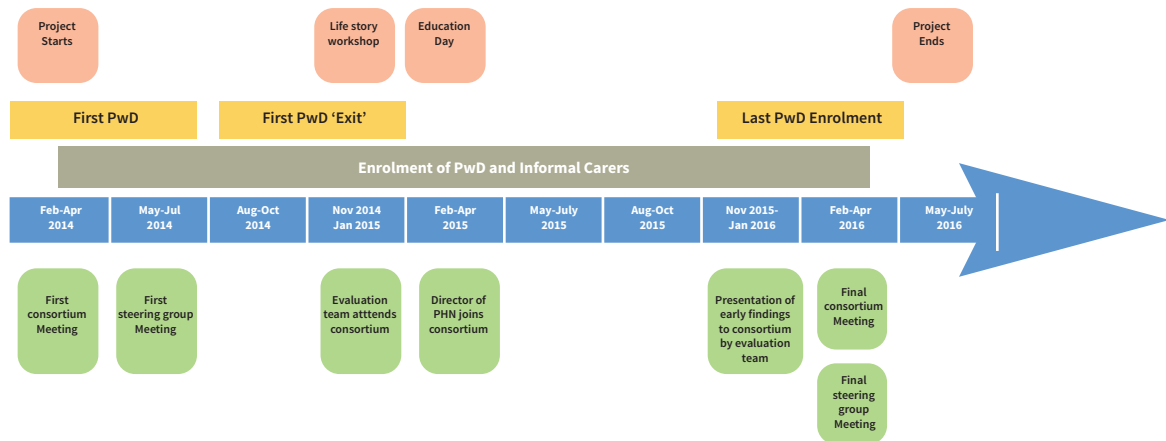 Project
Starts
Life story
workshop
Education
Day
Project
Ends
First PwD
First PwD ‘Exit’
Last PwD Enrolment
Enrolment of PwD and Informal Carers
Feb-Apr
2014
May-Jul
2014
Aug-Oct
2014
Nov 2014
Jan 2015
Feb-Apr
2015
May-July
2015
Aug-Oct
2015
Nov 2015-
Jan 2016
Feb-Apr
2016
May-July
2016
First
consortium
Meeting
First
steering group
Meeting
Evaluation
team atttends
consortium
Director of
PHN joins
consortium
Presentation of
early findings
to consortium
by evaluation
team
Final
consortium
Meeting
Final
steering
group
Meeting